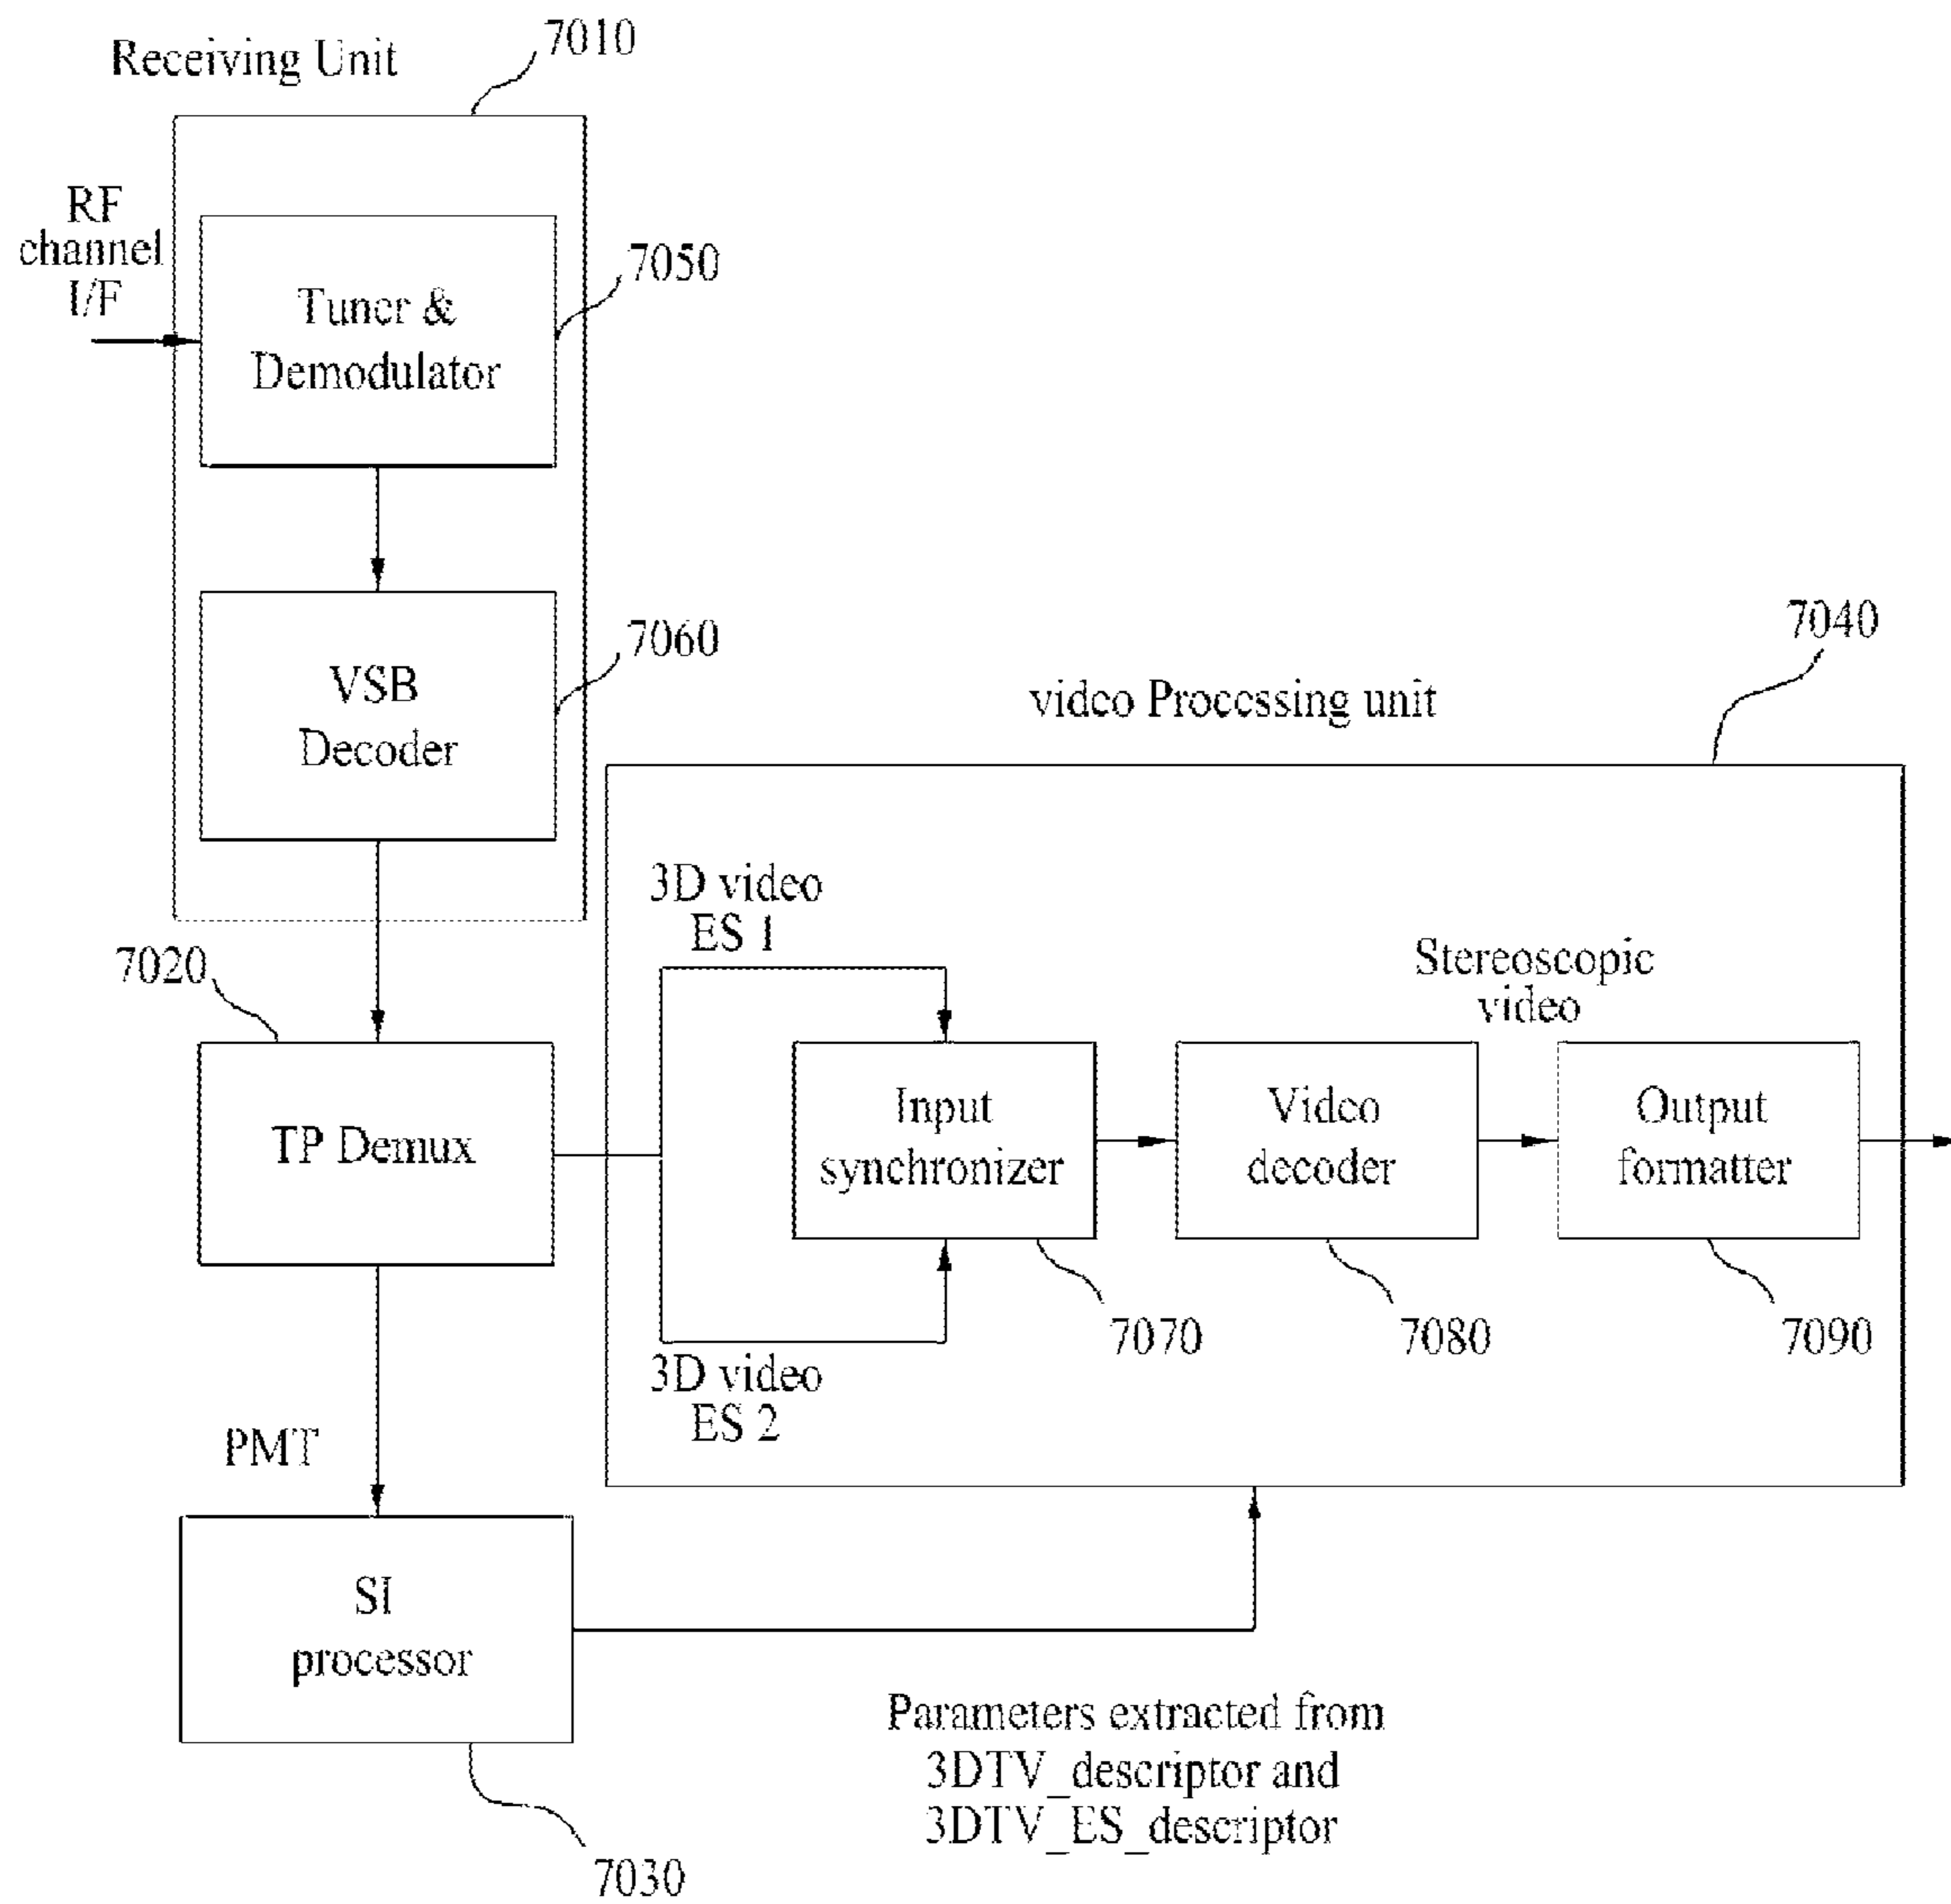 Receiving Unit
7010
RF
channel
I/F
Tuner &
Demodulator
7050
VSB
Decoder
7060
7040
video Processing unit
3D video
ES 1
7020
TP Demux
Stereoscopic
video
Input
synchronizer
Video
decoder
Output
formatter
7070
7080
7090
3D video
ES 2
PMT
SI
processor
7030
Parameters extracted from
3DTV_descriptor and
3DTV_ES_descriptor